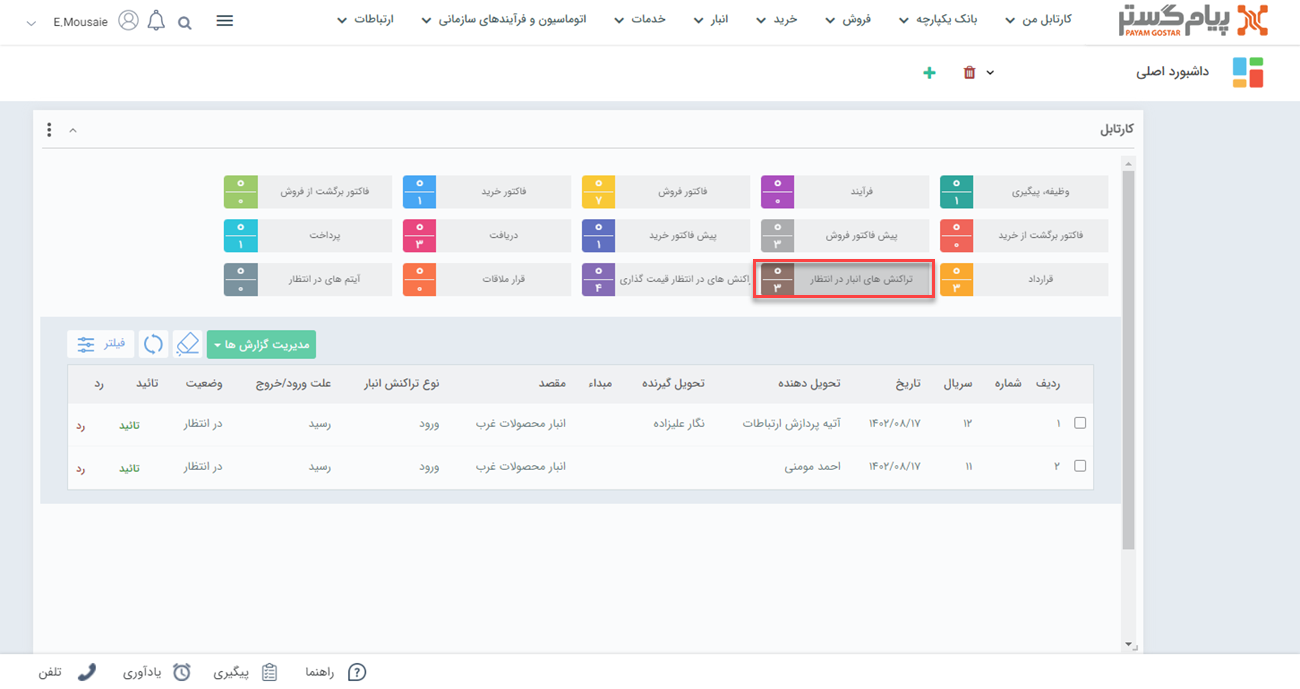 پیام گستر
PAYAM GOSTAR
کارتابل من
بانک یکپارچه
فروش
خرید
انبار
خدمات
اتوماسیون و فرآیندهای سازمانی
ارتباطات
E.Mousaie
داشبورد اصلی
کارتابل
وظیفه، پیگیری ۰ ۱
فرآیند ۰ ۰
فاکتور فروش ۰ ۷
فاکتور خرید ۰ ۱
فاکتور برگشت از فروش ۰ ۰
فاکتور برگشت از خرید ۰ ۰
پیش فاکتور فروش ۰ ۳
پیش فاکتور خرید ۰ ۱
دریافت ۰ ۳
پرداخت ۰ ۱
قرارداد ۰ ۳
تراکنش های انبار در انتظار ۰ ۳
راکنش های در انتظار قیمت گذاری ۰ ۴
قرار ملاقات ۰ ۰
آیتم های در انتظار ۰ ۰
مدیریت گزارش ها
فیلتر
ردیف شماره سریال تاریخ تحویل دهنده تحویل گیرنده مبداء مقصد نوع تراکنش انبار علت ورود/خروج وضعیت تائید رد
۱ ۱۲ ۱۴۰۲/۰۸/۱۷ آتیه پردازش ارتباطات نگار علیزاده انبار محصولات غرب ورود رسید در انتظار تائید رد
۲ ۱۱ ۱۴۰۲/۰۸/۱۷ احمد مومنی انبار محصولات غرب ورود رسید در انتظار تائید رد
راهنما
پیگیری
یادآوری
تلفن